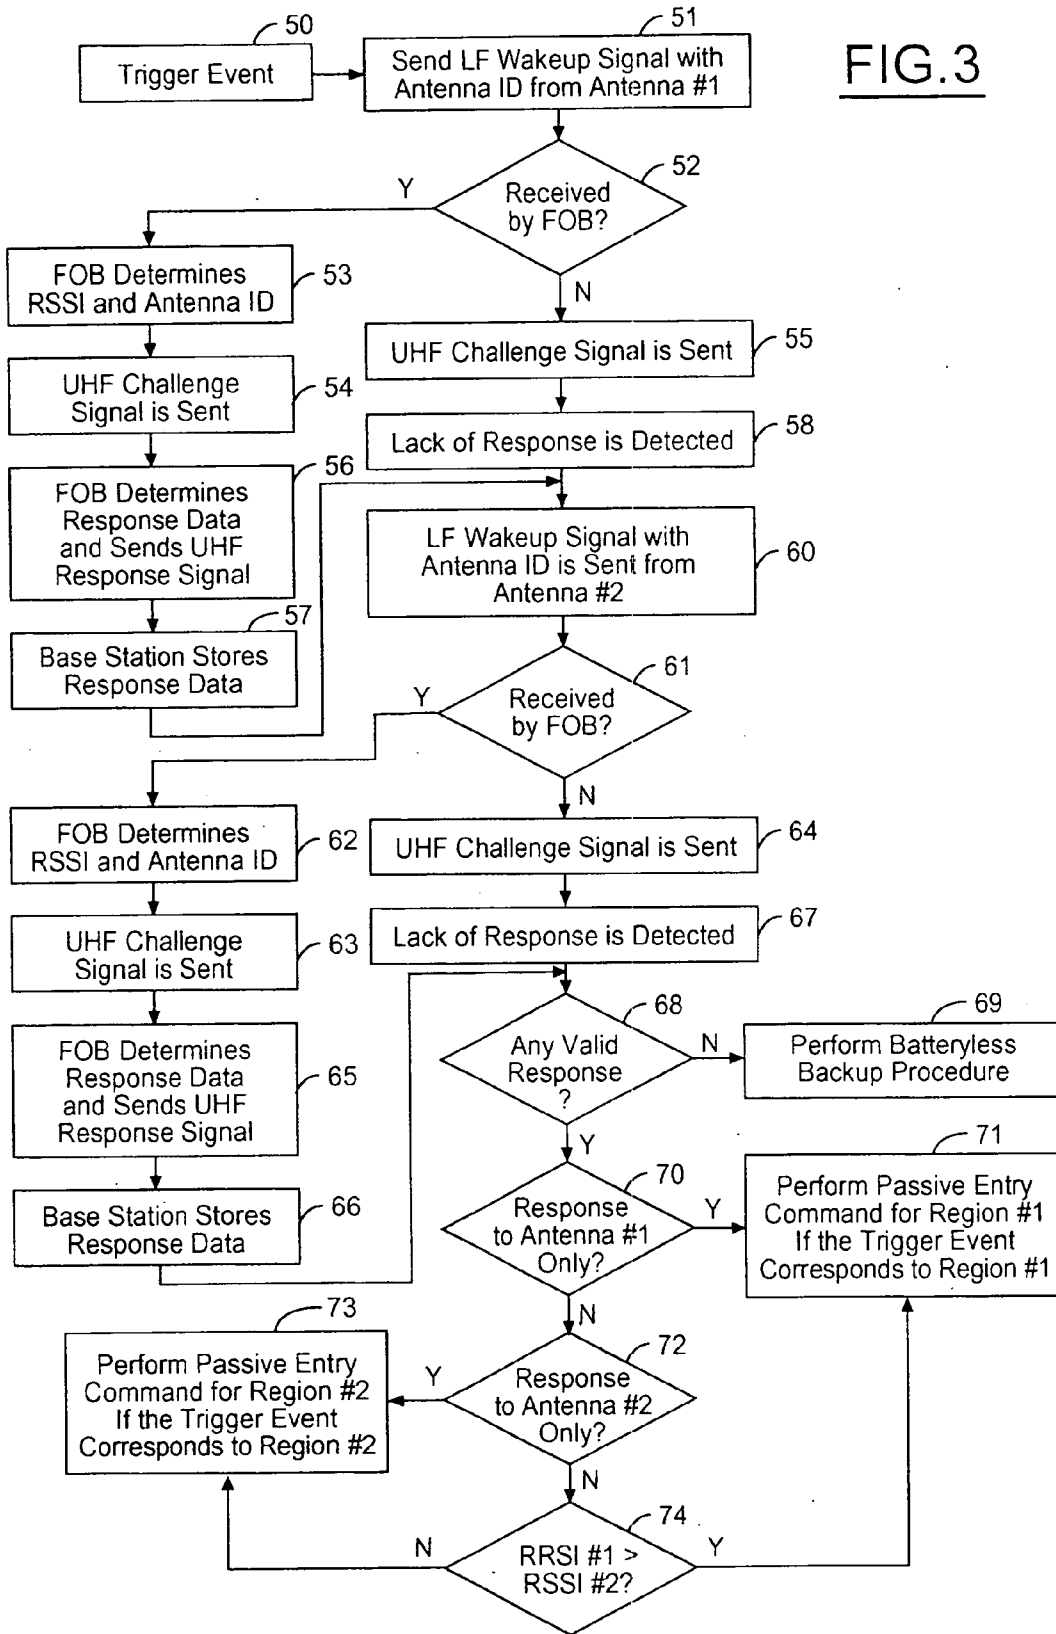 FIG.3
50
Trigger Event
51
Send LF Wakeup Signal with
Antenna ID from Antenna #1
52
Received
by FOB?
Y
N
53
FOB Determines
RSSI and Antenna ID
54
UHF Challenge
Signal is Sent
55
UHF Challenge Signal is Sent
58
Lack of Response is Detected
56
FOB Determines
Response Data
and Sends UHF
Response Signal
57
Base Station Stores
Response Data
60
LF Wakeup Signal with
Antenna ID is Sent from
Antenna #2
61
Received
by FOB?
Y
N
62
FOB Determines
RSSI and Antenna ID
63
UHF Challenge
Signal is Sent
64
UHF Challenge Signal is Sent
67
Lack of Response is Detected
65
FOB Determines
Response Data
and Sends UHF
Response Signal
66
Base Station Stores
Response Data
68
Any Valid
Response
?
N
Y
69
Perform Batteryless
Backup Procedure
70
Response
to Antenna #1
Only?
Y
N
71
Perform Passive Entry
Command for Region #1
If the Trigger Event
Corresponds to Region #1
72
Response
to Antenna #2
Only?
Y
N
73
Perform Passive Entry
Command for Region #2
If the Trigger Event
Corresponds to Region #2
74
RRSI #1 >
RSSI #2?
N
Y